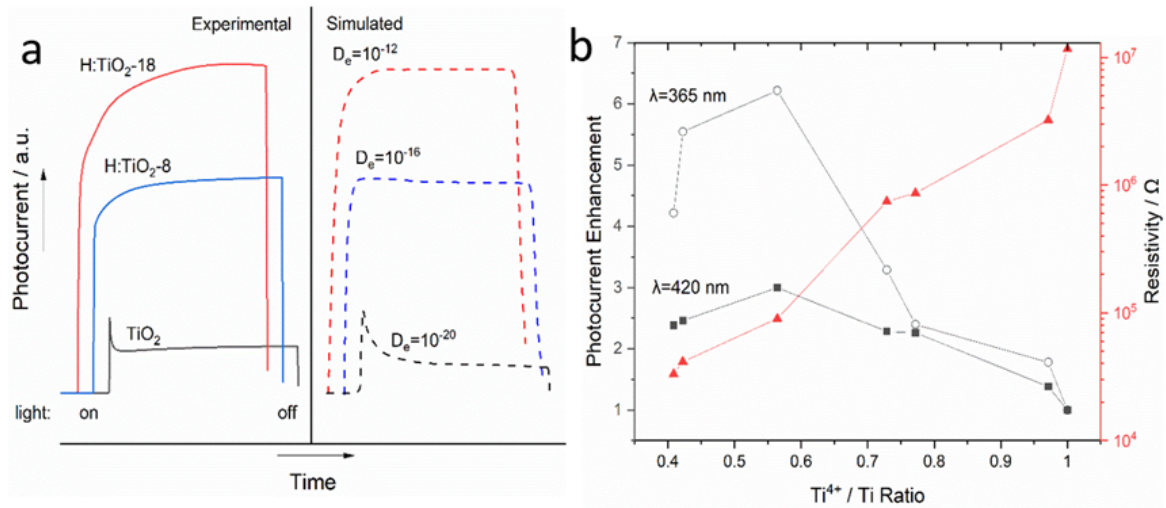 a
Experimental
Simulated
H:TiO₂-18
Dₑ=10⁻¹²
H:TiO₂-8
Dₑ=10⁻¹⁶
TiO₂
Dₑ=10⁻²⁰
Photocurrent / a.u.
light: on off
Time
b
7
6
5
4
3
2
1
Photocurrent Enhancement
λ=365 nm
λ=420 nm
10⁷
10⁶
10⁵
10⁴
Resistivity / Ω
0.4 0.5 0.6 0.7 0.8 0.9 1
Ti⁴⁺ / Ti Ratio